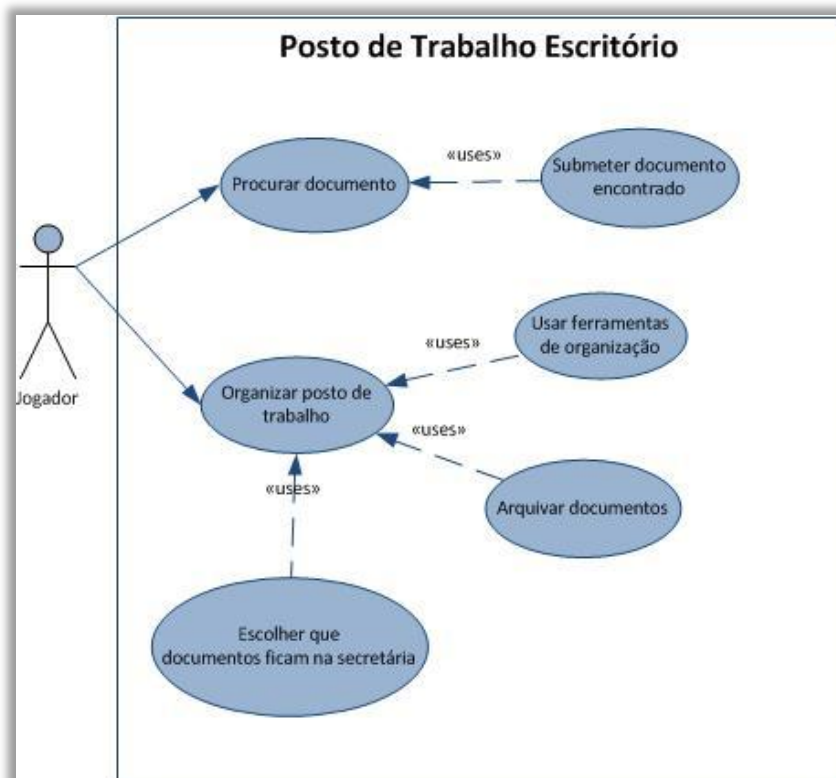 Posto de Trabalho Escritório
Procurar documento
«uses»
Submeter documento
encontrado
Jogador
Organizar posto de
trabalho
«uses»
Usar ferramentas
de organização
«uses»
Arquivar documentos
«uses»
Escolher que
documentos ficam na secretária